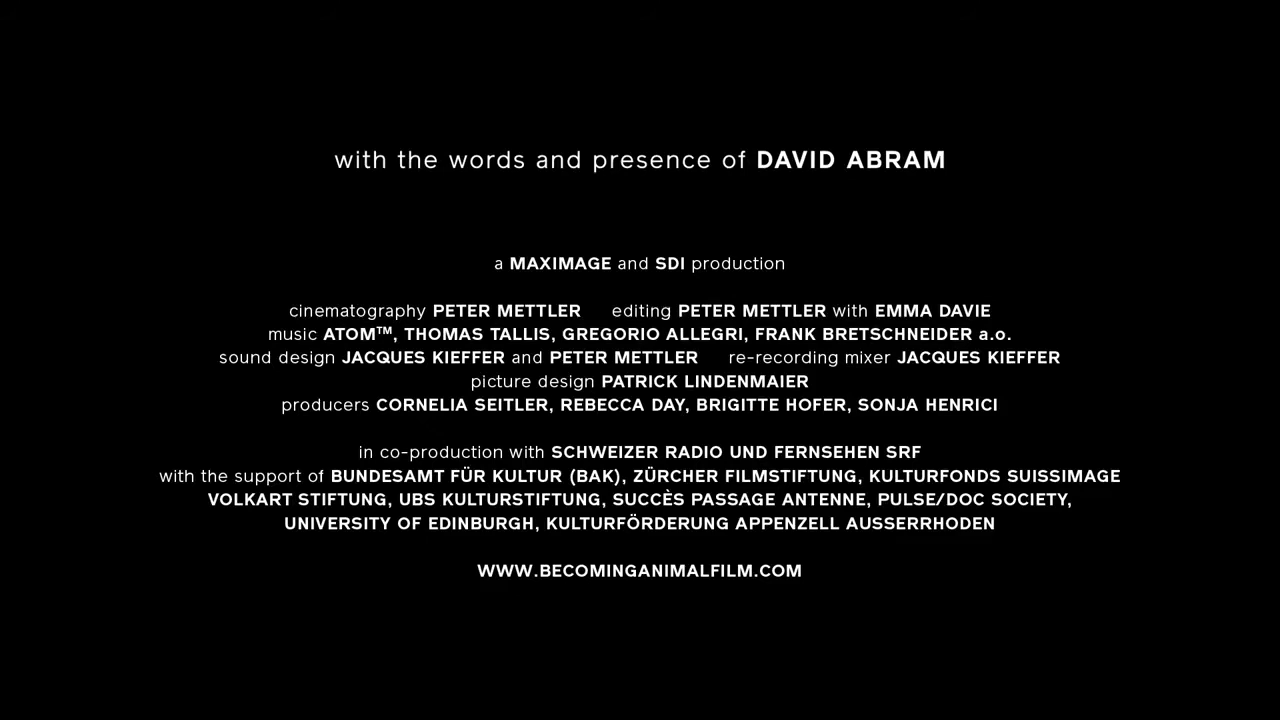 with the words and presence of DAVID ABRAM
a MAXIMAGE and SDI production
cinematography PETER METTLER editing PETER METTLER with EMMA DAVIE
music ATOM™, THOMAS TALLIS, GREGORIO ALLEGRI, FRANK BRETSCHNEIDER a.o.
sound design JACQUES KIEFFER and PETER METTLER re-recording mixer JACQUES KIEFFER
picture design PATRICK LINDENMAIER
producers CORNELIA SEITLER, REBECCA DAY, BRIGITTE HOFER, SONJA HENRICI
in co-production with SCHWEIZER RADIO UND FERNSEHEN SRF
with the support of BUNDESAMT FÜR KULTUR (BAK), ZÜRCHER FILMSTIFTUNG, KULTURFONDS SUISSIMAGE
VOLKART STIFTUNG, UBS KULTURSTIFTUNG, SUCCÈS PASSAGE ANTENNE, PULSE/DOC SOCIETY,
UNIVERSITY OF EDINBURGH, KULTURFÖRDERUNG APPENZELL AUSSERRHODEN
WWW.BECOMINGANIMALFILM.COM